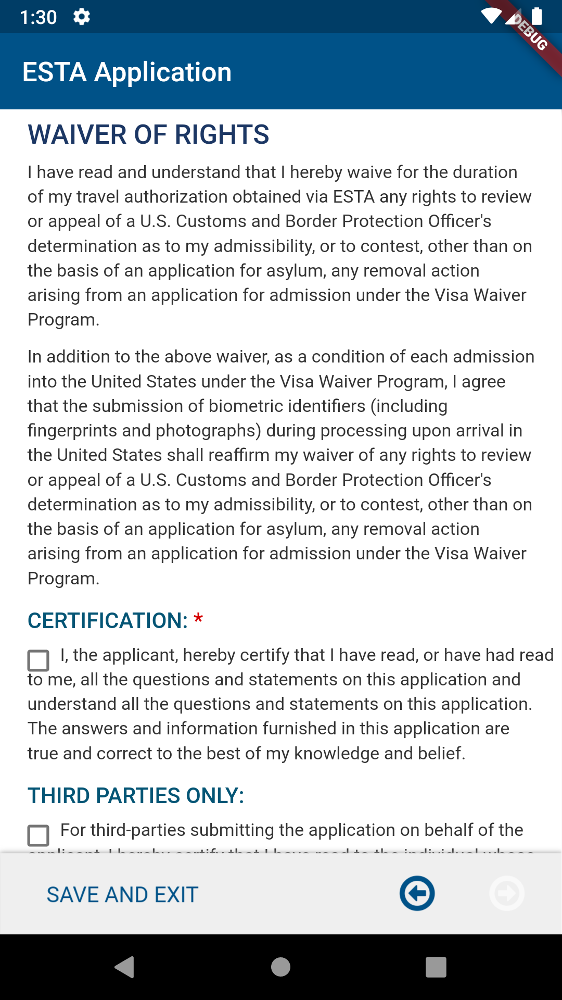 1:30
DEBUG
ESTA Application
WAIVER OF RIGHTS
I have read and understand that I hereby waive for the duration
of my travel authorization obtained via ESTA any rights to review
or appeal of a U.S. Customs and Border Protection Officer's
determination as to my admissibility, or to contest, other than on
the basis of an application for asylum, any removal action
arising from an application for admission under the Visa Waiver
Program.
In addition to the above waiver, as a condition of each admission
into the United States under the Visa Waiver Program, I agree
that the submission of biometric identifiers (including
fingerprints and photographs) during processing upon arrival in
the United States shall reaffirm my waiver of any rights to review
or appeal of a U.S. Customs and Border Protection Officer's
determination as to my admissibility, or to contest, other than on
the basis of an application for asylum, any removal action
arising from an application for admission under the Visa Waiver
Program.
CERTIFICATION: *
I, the applicant, hereby certify that I have read, or have had read
to me, all the questions and statements on this application and
understand all the questions and statements on this application.
The answers and information furnished in this application are
true and correct to the best of my knowledge and belief.
THIRD PARTIES ONLY:
For third-parties submitting the application on behalf of the
applicant, I hereby certify that I have read to the individual whose
SAVE AND EXIT